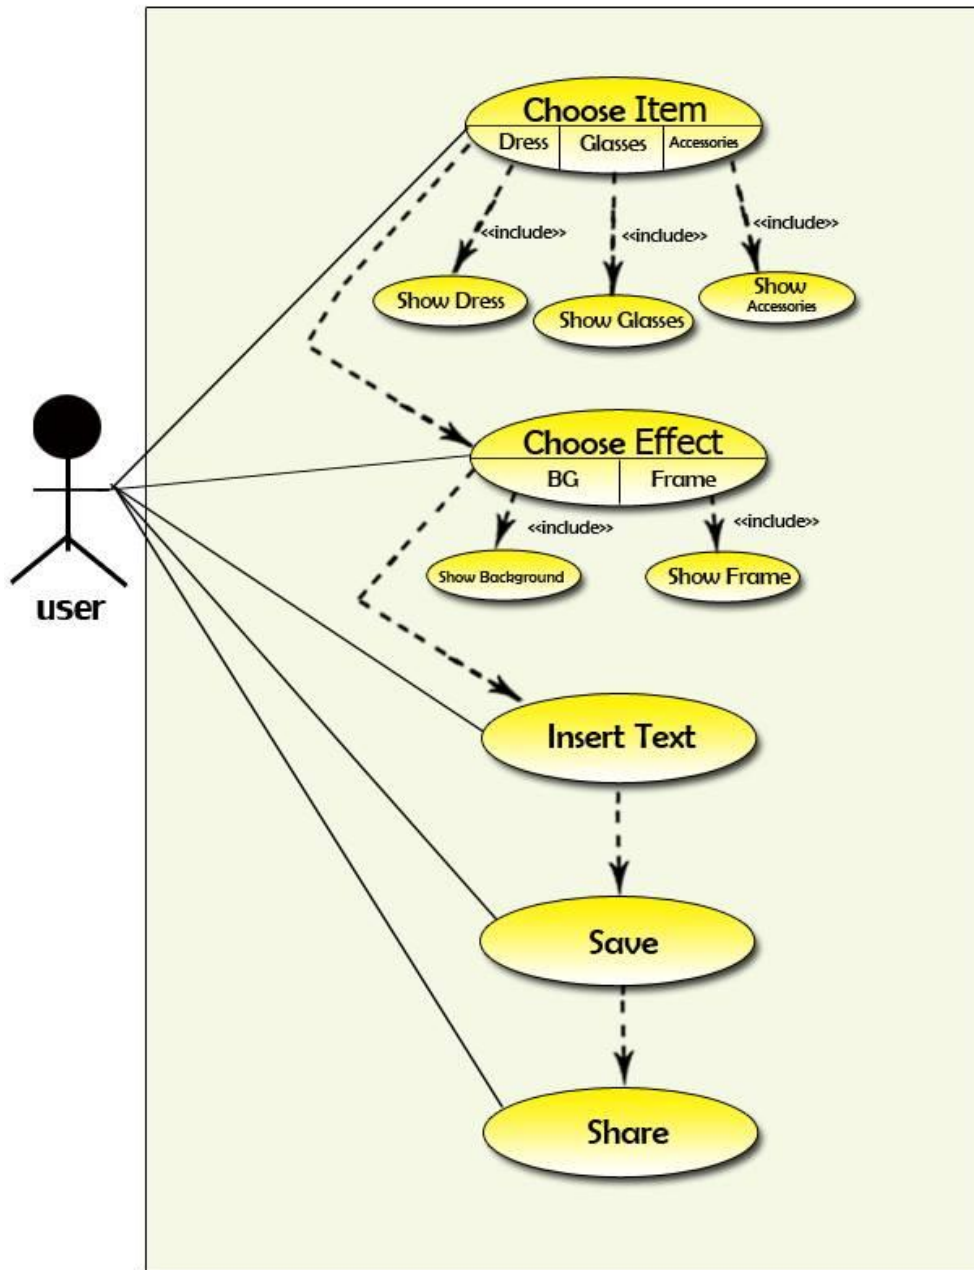 Choose Item
Dress Glasses Accessories
<<include>> <<include>> <<include>>
Show Dress
Show Glasses
Show
Accessories
Choose Effect
BG Frame
<<include>> <<include>>
Show Background
Show Frame
user
Insert Text
Save
Share